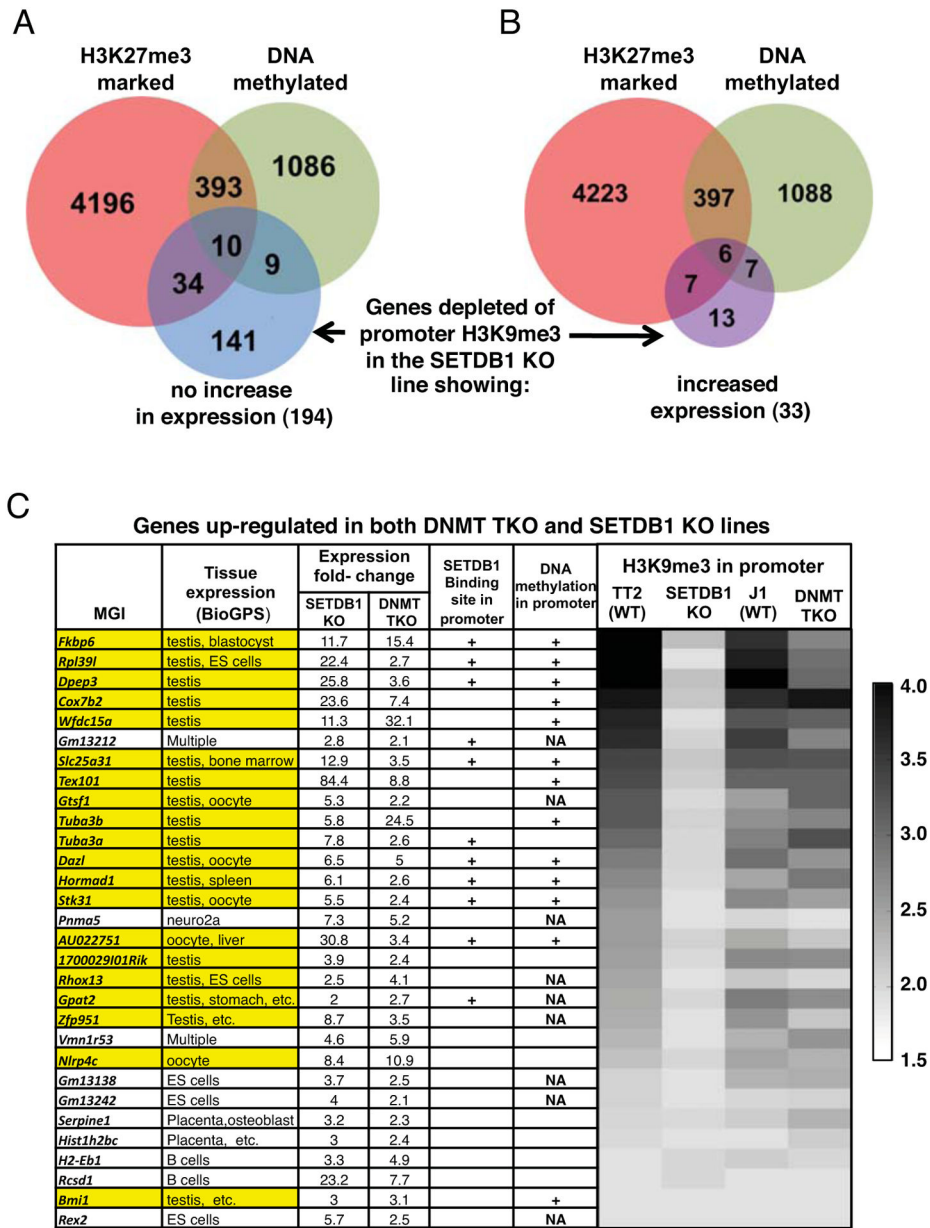 A
H3K27me3
marked
DNA
methylated
4196
393
1086
10
34
9
141
no increase
in expression (194)
B
H3K27me3
marked
DNA
methylated
4223
397
1088
6
7
7
13
increased
expression (33)
Genes depleted of
promoter H3K9me3
in the SETDB1 KO
line showing:
C
Genes up-regulated in both DNMT TKO and SETDB1 KO lines
MGI
Tissue
expression
(BioGPS)
Expression
fold- change
SETDB1
KO
DNMT
TKO
SETDB1
Binding
site in
promoter
DNA
methylation
in promoter
H3K9me3 in promoter
TT2
(WT)
SETDB1
KO
J1
(WT)
DNMT
TKO
Fkbp6 testis, blastocyst 11.7 15.4 + +
Rpl39l testis, ES cells 22.4 2.7 + +
Dpep3 testis 25.8 3.6 + +
Cox7b2 testis 23.6 7.4 +
Wfdc15a testis 11.3 32.1 +
Gm13212 Multiple 2.8 2.1 + NA
Slc25a31 testis, bone marrow 12.9 3.5 + +
Tex101 testis 84.4 8.8 +
Gtsf1 testis, oocyte 5.3 2.2 NA
Tuba3b testis 5.8 24.5 +
Tuba3a testis 7.8 2.6 +
Dazl testis, oocyte 6.5 5 + +
Hormad1 testis, spleen 6.1 2.6 + +
Stk31 testis, oocyte 5.5 2.4 + +
Pnma5 neuro2a 7.3 5.2 NA
AU022751 oocyte, liver 30.8 3.4 + +
1700029I01Rik testis 3.9 2.4
Rhox13 testis, ES cells 2.5 4.1 NA
Gpat2 testis, stomach, etc. 2 2.7 + NA
Zfp951 Testis, etc. 8.7 3.5 NA
Vmn1r53 Multiple 4.6 5.9
Nlrp4c oocyte 8.4 10.9
Gm13138 ES cells 3.7 2.5 NA
Gm13242 ES cells 4 2.1 NA
Serpine1 Placenta,osteoblast 3.2 2.3
Hist1h2bc Placenta, etc. 3 2.4
H2-Eb1 B cells 3.3 4.9
Rcsd1 B cells 23.2 7.7
Bmi1 testis, etc. 3 3.1 +
Rex2 ES cells 5.7 2.5 NA
4.0
3.0
2.5
2.0
1.5